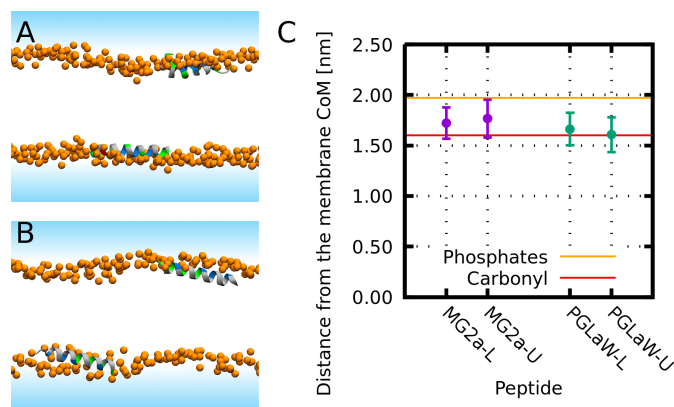 A
B
C
Distance from the membrane CoM [nm]
2.50
2.00
1.50
1.00
0.50
0.00
Phosphates
Carbonyl
MG2a-L
MG2a-U
PGLaW-L
PGLaW-U
Peptide